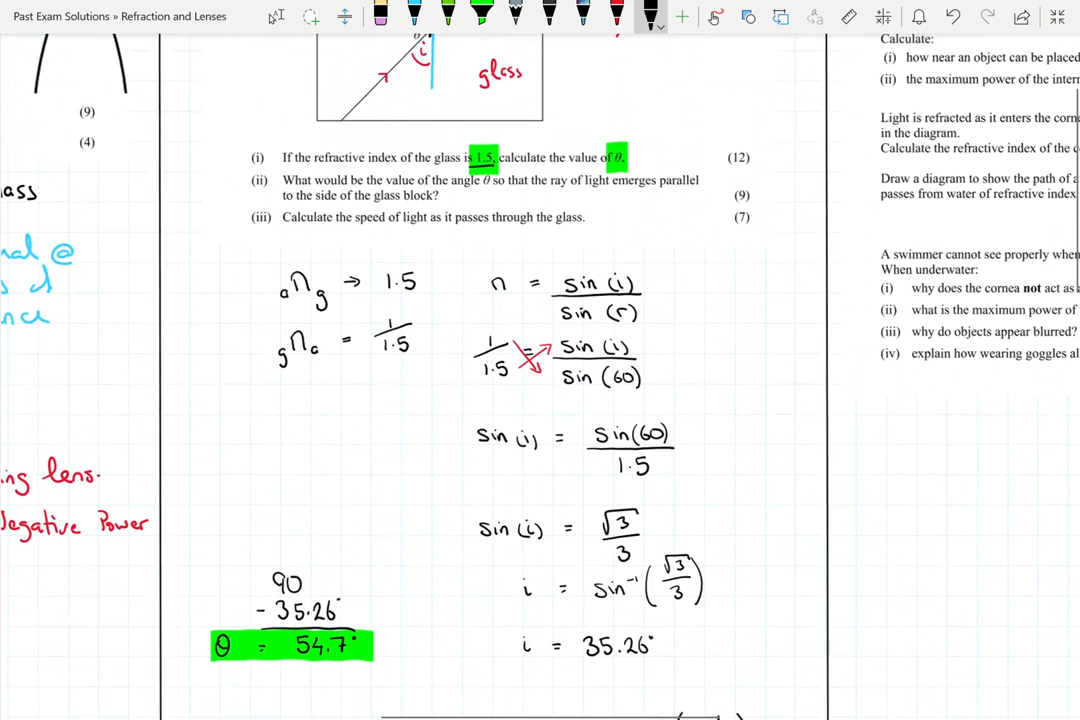 Past Exam Solutions » Refraction and Lenses
(9)
(4)
ass
nal @
nce
ing lens.
Negative Power
θ
i
glass
(i) If the refractive index of the glass is 1.5, calculate the value of θ. (12)
(ii) What would be the value of the angle θ so that the ray of light emerges parallel
to the side of the glass block? (9)
(iii) Calculate the speed of light as it passes through the glass. (7)
ang → 1.5
gna = 1/1.5
n = sin (i) / sin (r)
1/1.5 = sin (i) / sin (60)
sin (i) = sin(60) / 1.5
sin (i) = √3 / 3
i = sin⁻¹ (√3 / 3)
i = 35.26°
90
- 35.26°
θ = 54.7°
Calculate:
(i) how near an object can be placed
(ii) the maximum power of the inter
Light is refracted as it enters the corne
in the diagram.
Calculate the refractive index of the
Draw a diagram to show the path of a
passes from water of refractive index
A swimmer cannot see properly when
When underwater:
(i) why does the cornea not act as
(ii) what is the maximum power of
(iii) why do objects appear blurred?
(iv) explain how wearing goggles al